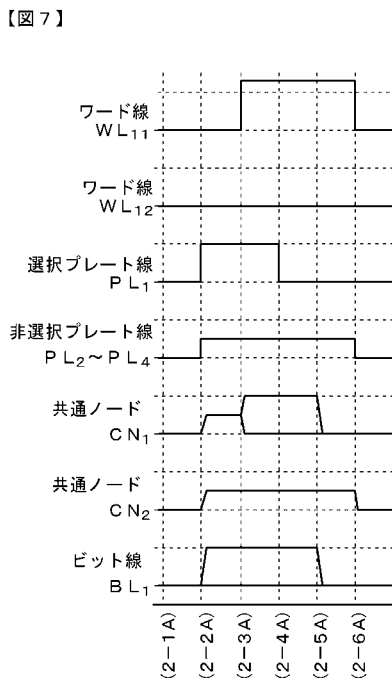 【図7】
ワード線
WL11
ワード線
WL12
選択プレート線
PL1
非選択プレート線
PL2～PL4
共通ノード
CN1
共通ノード
CN2
ビット線
BL1
(2-1A)
(2-2A)
(2-3A)
(2-4A)
(2-5A)
(2-6A)